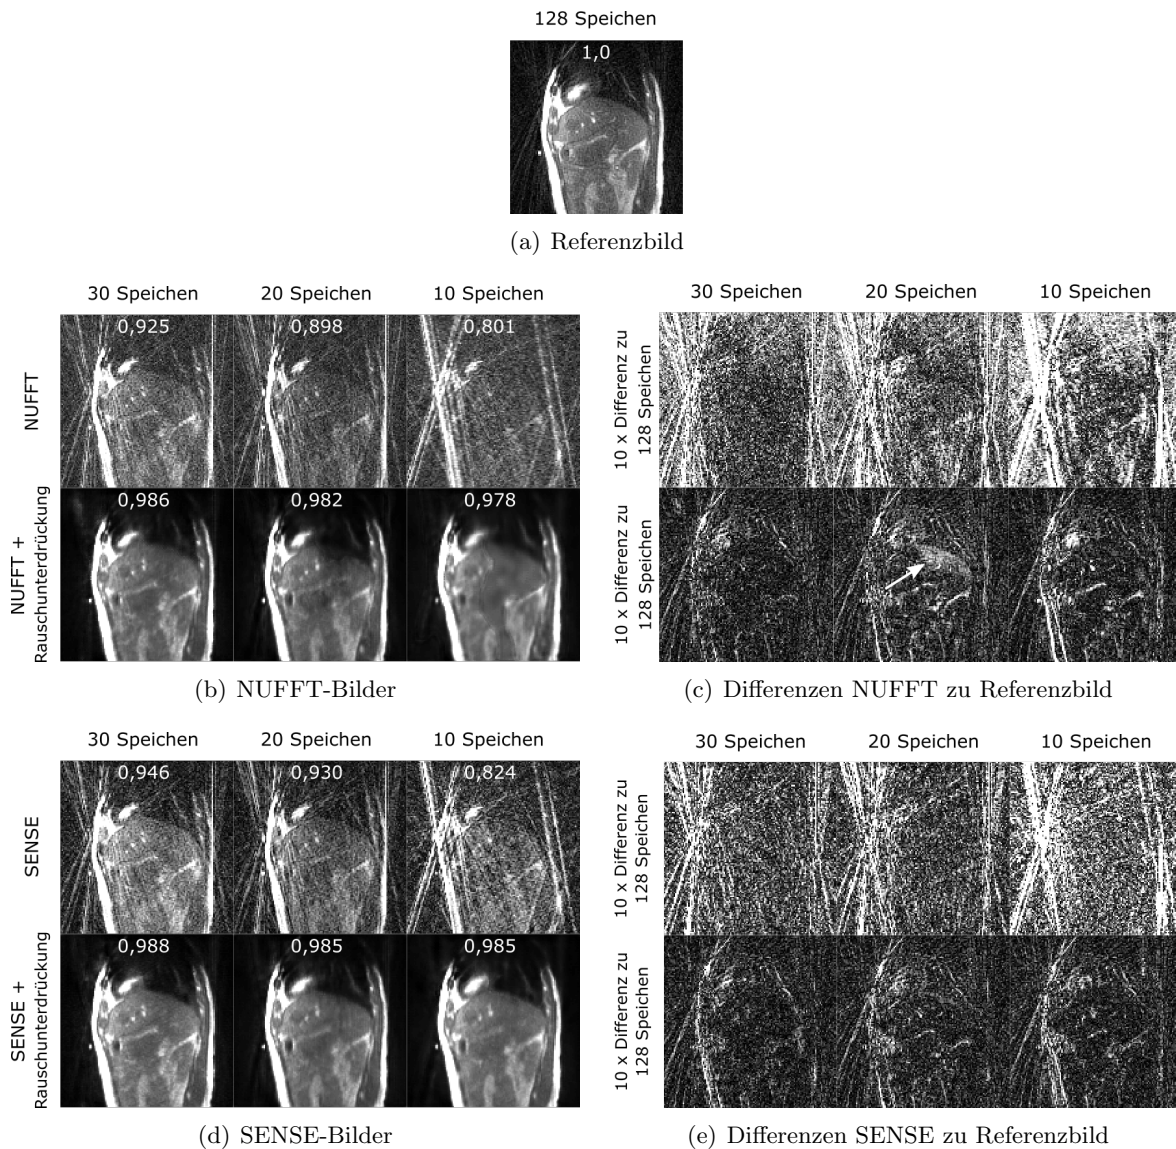 128 Speichen
1,0
(a) Referenzbild
30 Speichen 20 Speichen 10 Speichen
NUFFT
0,925 0,898 0,801
NUFFT +
Rauschunterdrückung
0,986 0,982 0,978
(b) NUFFT-Bilder
30 Speichen 20 Speichen 10 Speichen
10 x Differenz zu
128 Speichen
10 x Differenz zu
128 Speichen
(c) Differenzen NUFFT zu Referenzbild
30 Speichen 20 Speichen 10 Speichen
SENSE
0,946 0,930 0,824
SENSE +
Rauschunterdrückung
0,988 0,985 0,985
(d) SENSE-Bilder
30 Speichen 20 Speichen 10 Speichen
10 x Differenz zu
128 Speichen
10 x Differenz zu
128 Speichen
(e) Differenzen SENSE zu Referenzbild